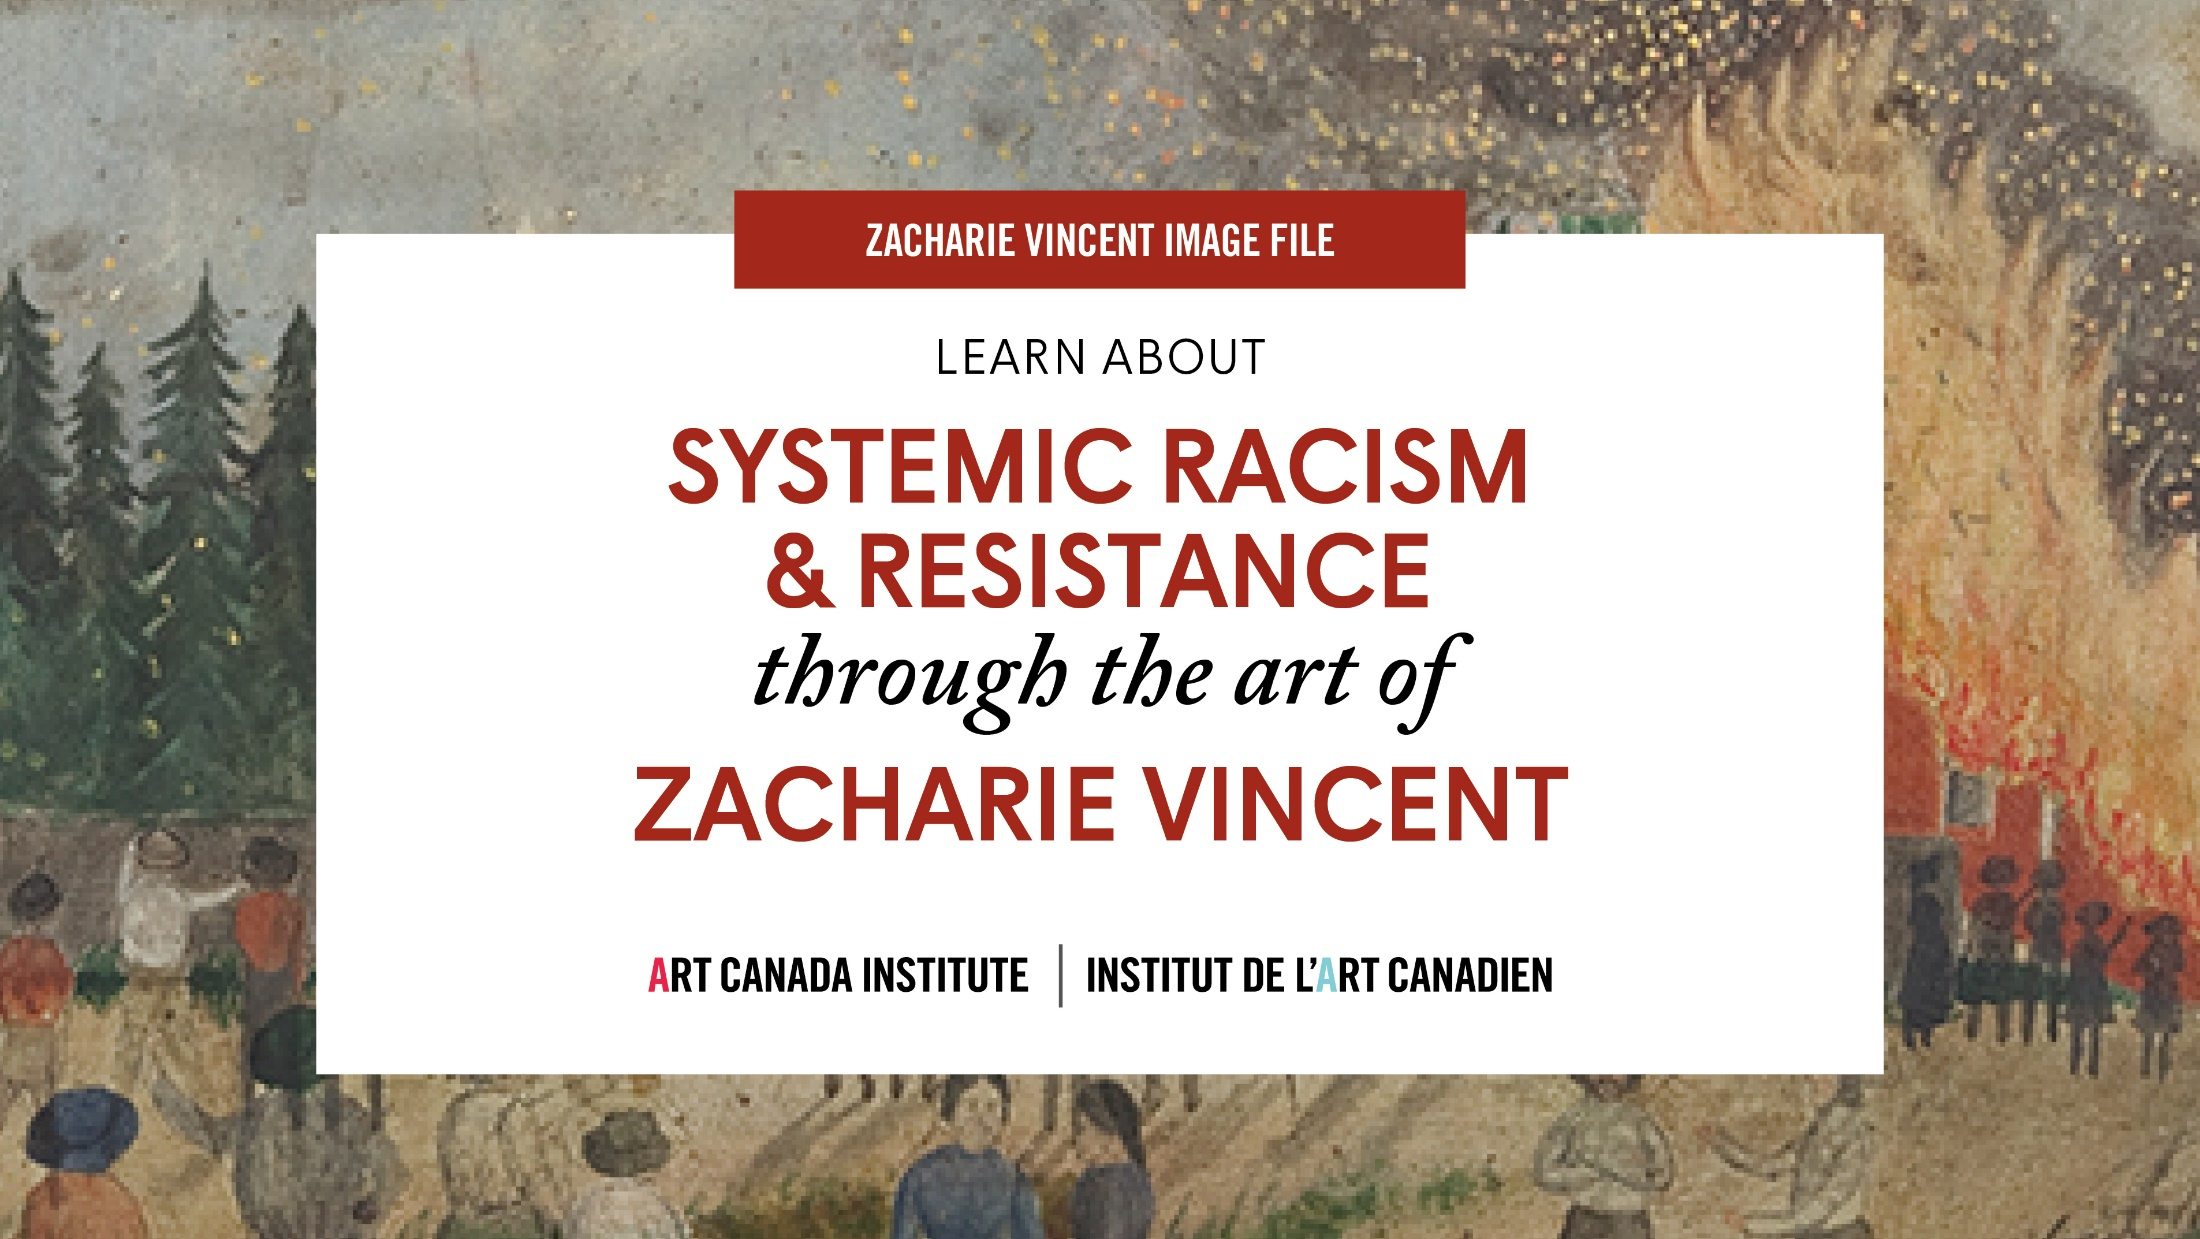 ZACHARIE VINCENT IMAGE FILE
LEARN ABOUT
SYSTEMIC RACISM
& RESISTANCE
through the art of
ZACHARIE VINCENT
ART CANADA INSTITUTE | INSTITUT DE L’ART CANADIEN